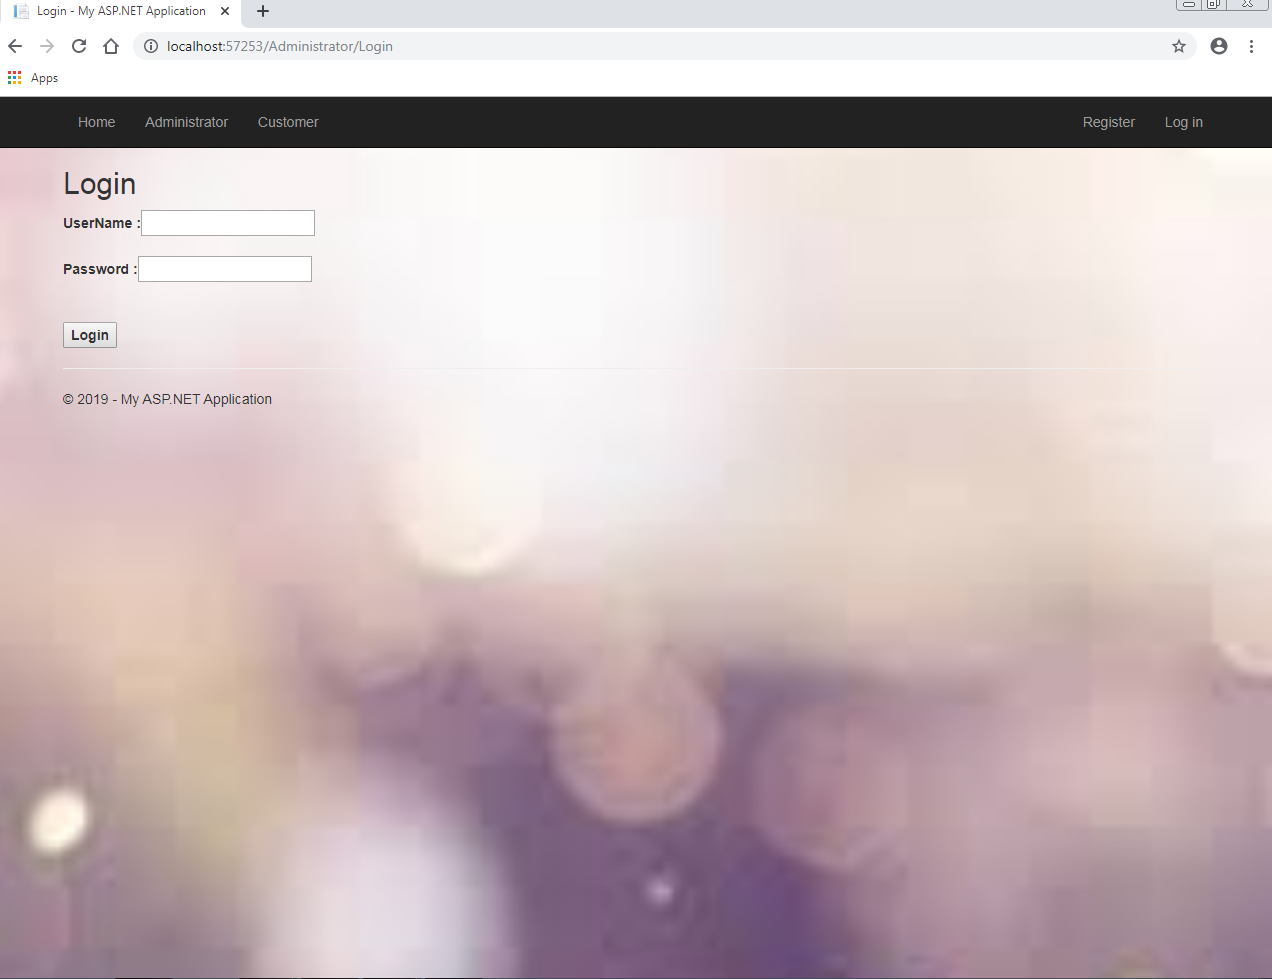 Login - My ASP.NET Application
localhost:57253/Administrator/Login
Apps
Home Administrator Customer Register Log in
Login
UserName :
Password :
Login
© 2019 - My ASP.NET Application